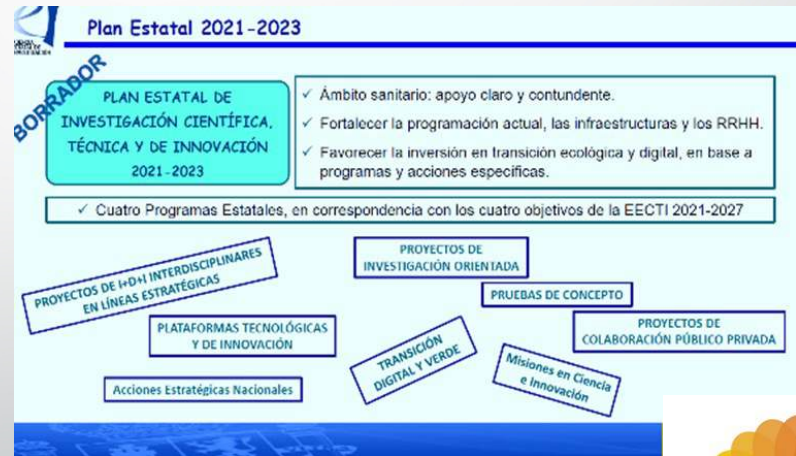 Plan Estatal 2021-2023
BORRADOR
PLAN ESTATAL DE
INVESTIGACIÓN CIENTÍFICA,
TÉCNICA Y DE INNOVACIÓN
2021-2023
✓ Ámbito sanitario: apoyo claro y contundente.
✓ Fortalecer la programación actual, las infraestructuras y los RRHH.
✓ Favorecer la inversión en transición ecológica y digital, en base a
programas y acciones específicas.
✓ Cuatro Programas Estatales, en correspondencia con los cuatro objetivos de la EECTI 2021-2027
PROYECTOS DE I+D+I INTERDISCIPLINARES
EN LÍNEAS ESTRATÉGICAS
PROYECTOS DE
INVESTIGACIÓN ORIENTADA
PRUEBAS DE CONCEPTO
PLATAFORMAS TECNOLÓGICAS
Y DE INNOVACIÓN
PROYECTOS DE
COLABORACIÓN PÚBLICO PRIVADA
TRANSICIÓN
DIGITAL Y VERDE
Misiones en Ciencia
e Innovación
Acciones Estratégicas Nacionales